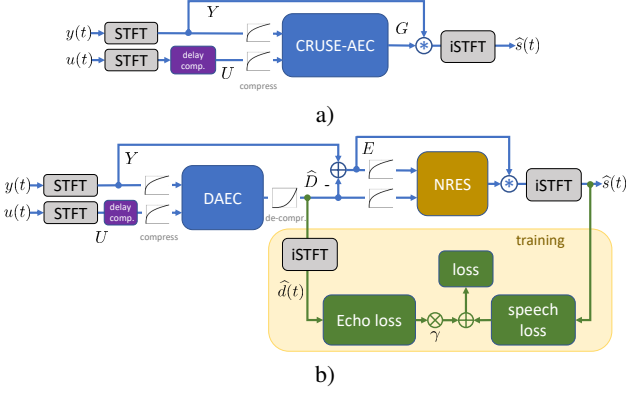 Y
y(t) STFT G
CRUSE-AEC * iSTFT ŝ(t)
u(t) STFT delay comp. U
compress
a)
Y E
y(t) STFT D̂ - NRES
DAEC * iSTFT ŝ(t)
u(t) STFT delay comp.
U compress de-compr.
training
iSTFT loss
d̂(t)
Echo loss γ speech loss
b)